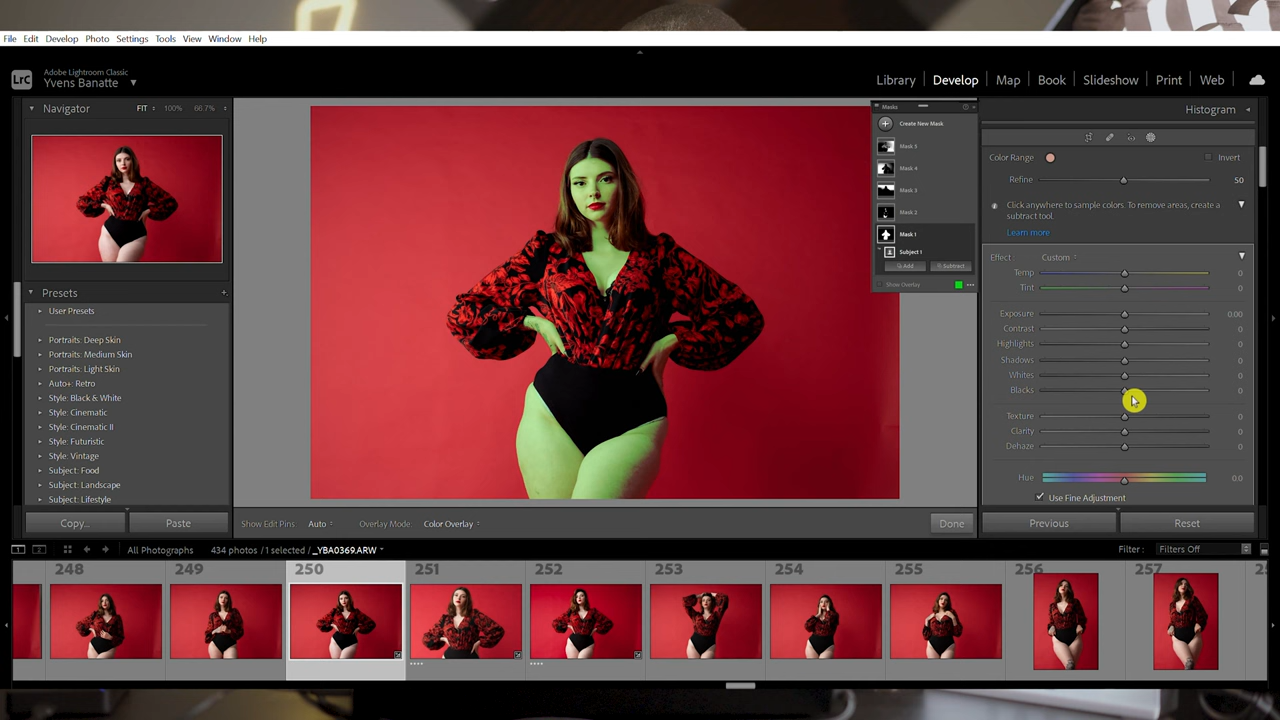 File Edit Develop Photo Settings Tools View Window Help
LrC
Adobe Lightroom Classic
Yvens Banatte
Library Develop Map Book Slideshow Print Web
Navigator FIT 100% 66.7%
Histogram
Masks
Create New Mask
Mask 5
Mask 4
Mask 3
Mask 2
Mask 1
Subject 1
Add Subtract
Show Overlay
Color Range Invert
Refine 50
Click anywhere to sample colors. To remove areas, create a
subtract tool.
Learn more
Effect : Custom
Temp 0
Tint 0
Exposure 0.00
Contrast 0
Highlights 0
Shadows 0
Whites 0
Blacks 0
Texture 0
Clarity 0
Dehaze 0
Hue 0.0
Use Fine Adjustment
Presets +
User Presets
Portraits: Deep Skin
Portraits: Medium Skin
Portraits: Light Skin
Auto+: Retro
Style: Black & White
Style: Cinematic
Style: Cinematic II
Style: Futuristic
Style: Vintage
Subject: Food
Subject: Landscape
Subject: Lifestyle
Copy... Paste
Show Edit Pins Auto Overlay Mode Color Overlay Done
Previous Reset
1 2 All Photographs 434 photos / 1 selected / _YBA0369.ARW
Filter : Filters Off
248 249 250 251 252 253 254 255 256 257